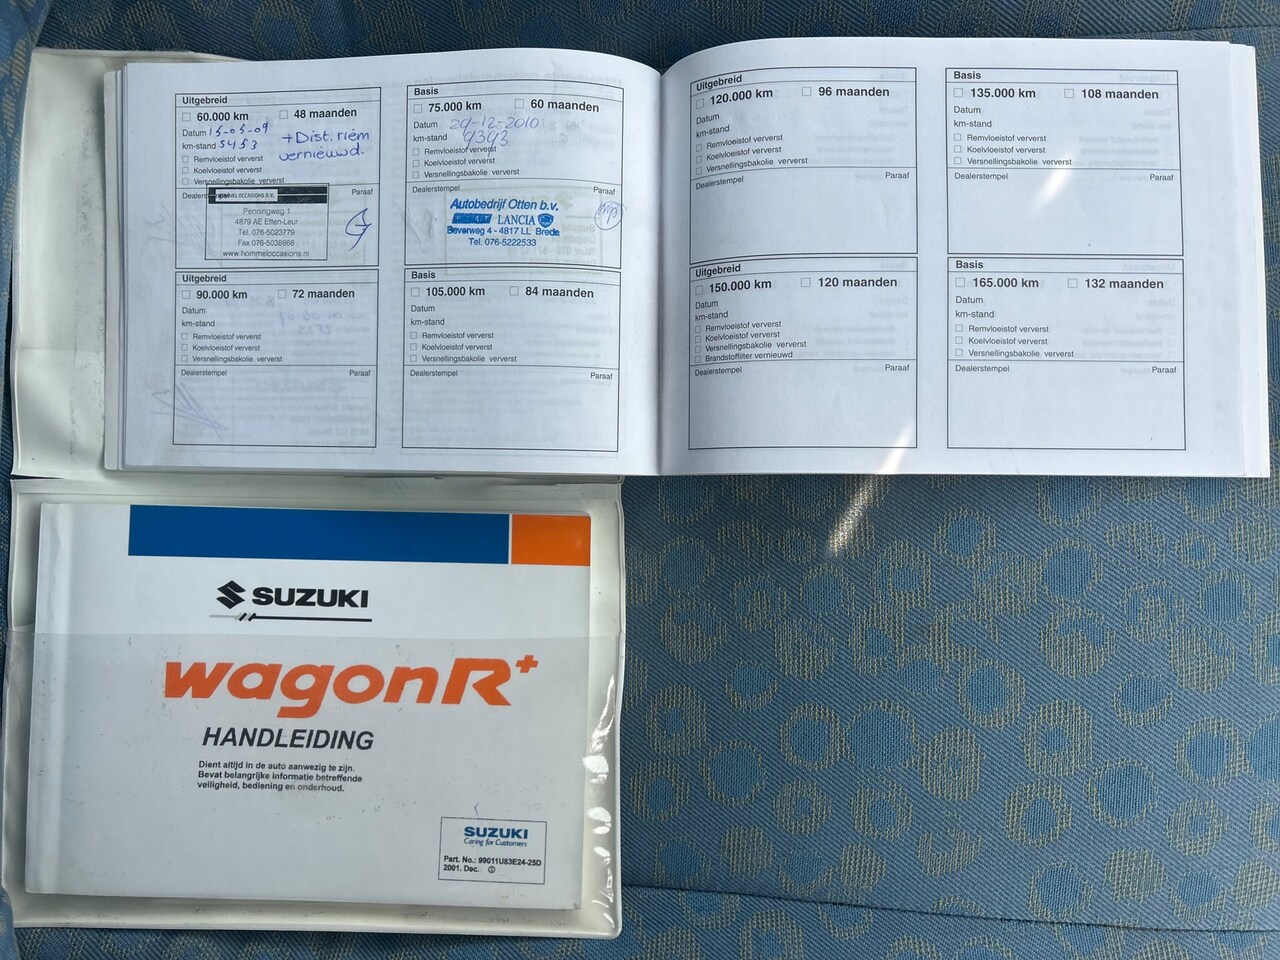 Uitgebreid
60.000 km 48 maanden
Datum 15-05-09 + Dist. riem
km-stand 5453 vernieuwd.
Remvloeistof ververst
Koelvloeistof ververst
Versnellingsbakolie ververst
Paraaf
Penningweg 1
4879 AE Etten-Leur
Tel. 076-5023779
Fax 076-5038868
www.hommeloccasions.nl
Basis
75.000 km 60 maanden
Datum 29-12-2010
km-stand 9393
Remvloeistof ververst
Koelvloeistof ververst
Versnellingsbakolie ververst
Dealerstempel Paraaf
Autobedrijf Otten b.v.
FIAT LANCIA
Beverweg 4 - 4817 LL Breda
Tel. 076-5222533
Uitgebreid
90.000 km 72 maanden
Datum
km-stand
Remvloeistof ververst
Koelvloeistof ververst
Versnellingsbakolie ververst
Dealerstempel Paraaf
Basis
105.000 km 84 maanden
Datum
km-stand
Remvloeistof ververst
Koelvloeistof ververst
Versnellingsbakolie ververst
Dealerstempel Paraaf
Uitgebreid
120.000 km 96 maanden
Datum
km-stand
Remvloeistof ververst
Koelvloeistof ververst
Versnellingsbakolie ververst
Dealerstempel Paraaf
Basis
135.000 km 108 maanden
Datum
km-stand
Remvloeistof ververst
Koelvloeistof ververst
Versnellingsbakolie ververst
Dealerstempel Paraaf
Uitgebreid
150.000 km 120 maanden
Datum
km-stand
Remvloeistof ververst
Koelvloeistof ververst
Versnellingsbakolie ververst
Brandstoffilter vernieuwd
Dealerstempel Paraaf
Basis
165.000 km 132 maanden
Datum
km-stand
Remvloeistof ververst
Koelvloeistof ververst
Versnellingsbakolie ververst
Dealerstempel Paraaf
SUZUKI
wagonR+
HANDLEIDING
Dient altijd in de auto aanwezig te zijn.
Bevat belangrijke informatie betreffende
veiligheid, bediening en onderhoud.
SUZUKI
Caring for Customers
Part. No.: 99011U83E24-25D
2001. Dec.